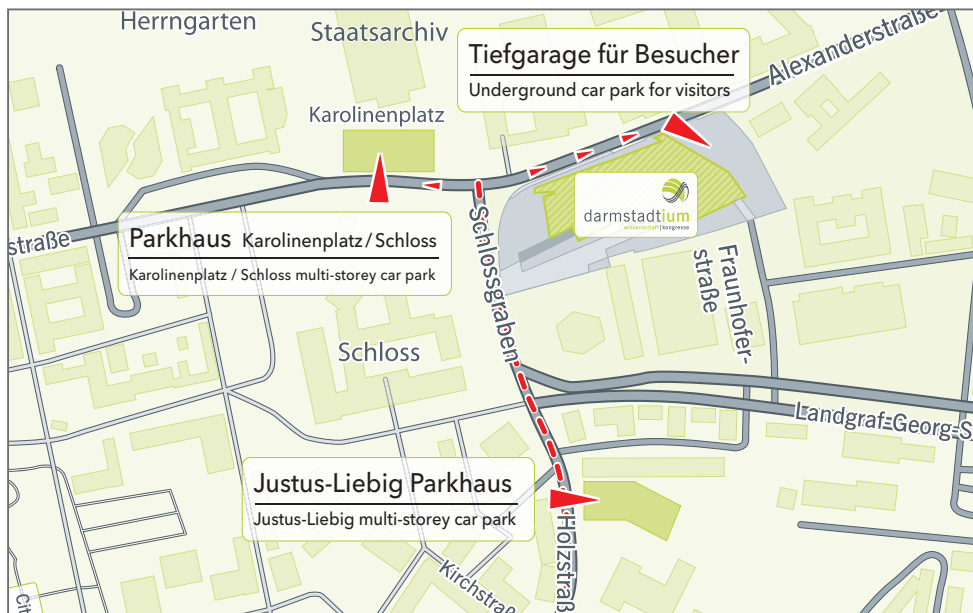 Herrngarten
Staatsarchiv
Tiefgarage für Besucher
Underground car park for visitors
Alexanderstraße
Karolinenplatz
darmstadtium
wissenschaft|kongresse
straße
Parkhaus Karolinenplatz/Schloss
Karolinenplatz / Schloss multi-storey car park
Schlossgraben
Fraunhofer-
straße
Schloss
Landgraf-Georg-S
Justus-Liebig Parkhaus
Justus-Liebig multi-storey car park
Holzstraß
Kirchstraß
Cit